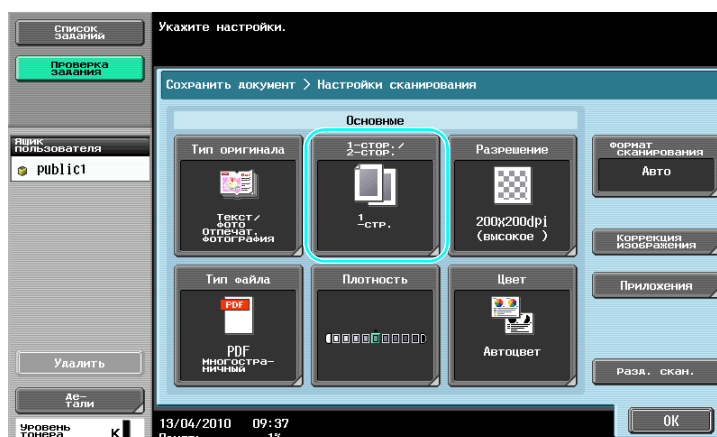 Список
заданий
Укажите настройки.
Проверка
задания
Сохранить документ > Настройки сканирования
Основные
Ящик
пользователя
public1
Тип оригинала
1-стор./
2-стор.
Разрешение
Формат
сканирования
Авто
Текст/
фото
отпечат.
фотография
1
-стр.
200x200dpi
(высокое )
Коррекция
изображения
Тип файла
Плотность
Цвет
Приложения
PDF
PDF
многостра-
ничный
Автоцвет
Удалить
Разд. скан.
Де-
тали
Уровень
тонера
K
13/04/2010 09:37
1%
OK